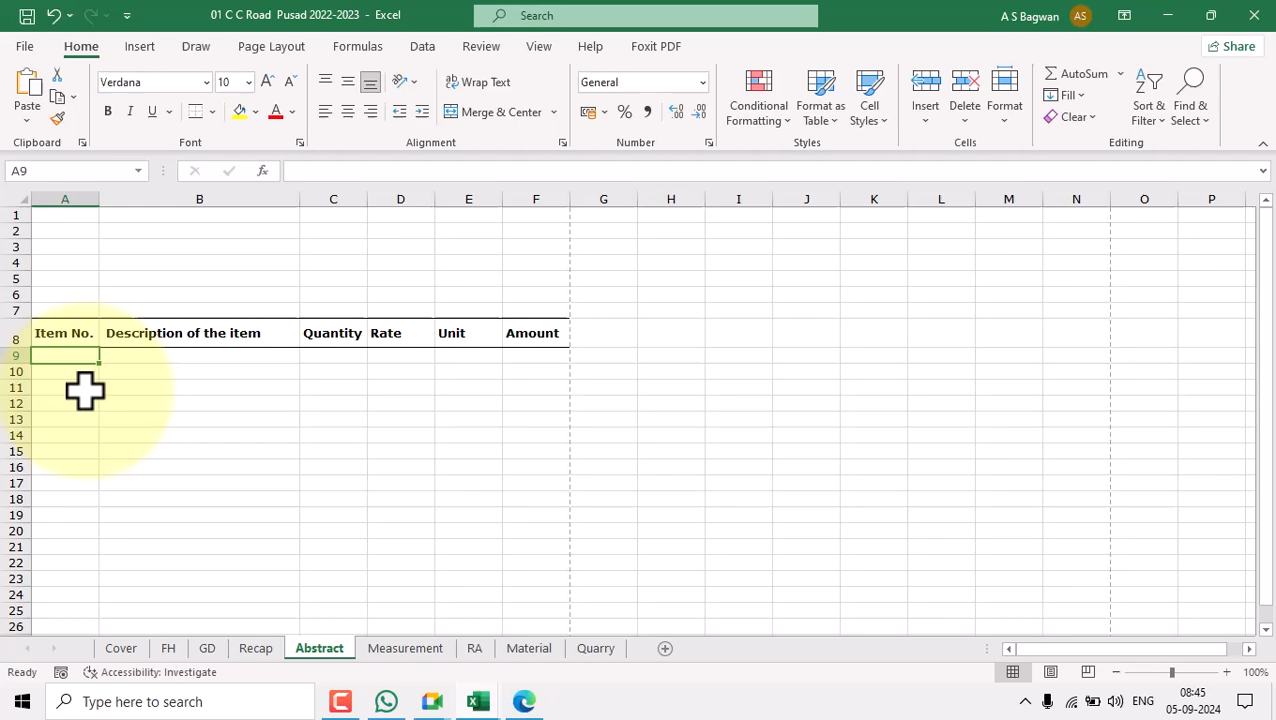 01 C C Road Pusad 2022-2023 - Excel
Search
A S Bagwan
AS
File Home Insert Draw Page Layout Formulas Data Review View Help Foxit PDF
Share
Paste
Clipboard
Verdana
10
B I U
Font
Wrap Text
Merge & Center
Alignment
General
Number
Conditional Formatting
Format as Table
Cell Styles
Styles
Insert
Delete
Format
Cells
AutoSum
Fill
Clear
Sort & Filter
Find & Select
Editing
A9
fx
A B C D E F G H I J K L M N O P
1
2
3
4
5
6
7
8 Item No. Description of the item Quantity Rate Unit Amount
9
10
11
12
13
14
15
16
17
18
19
20
21
22
23
24
25
26
Cover FH GD Recap Abstract Measurement RA Material Quarry
Ready
Accessibility: Investigate
100%
Type here to search
ENG
08:45
05-09-2024